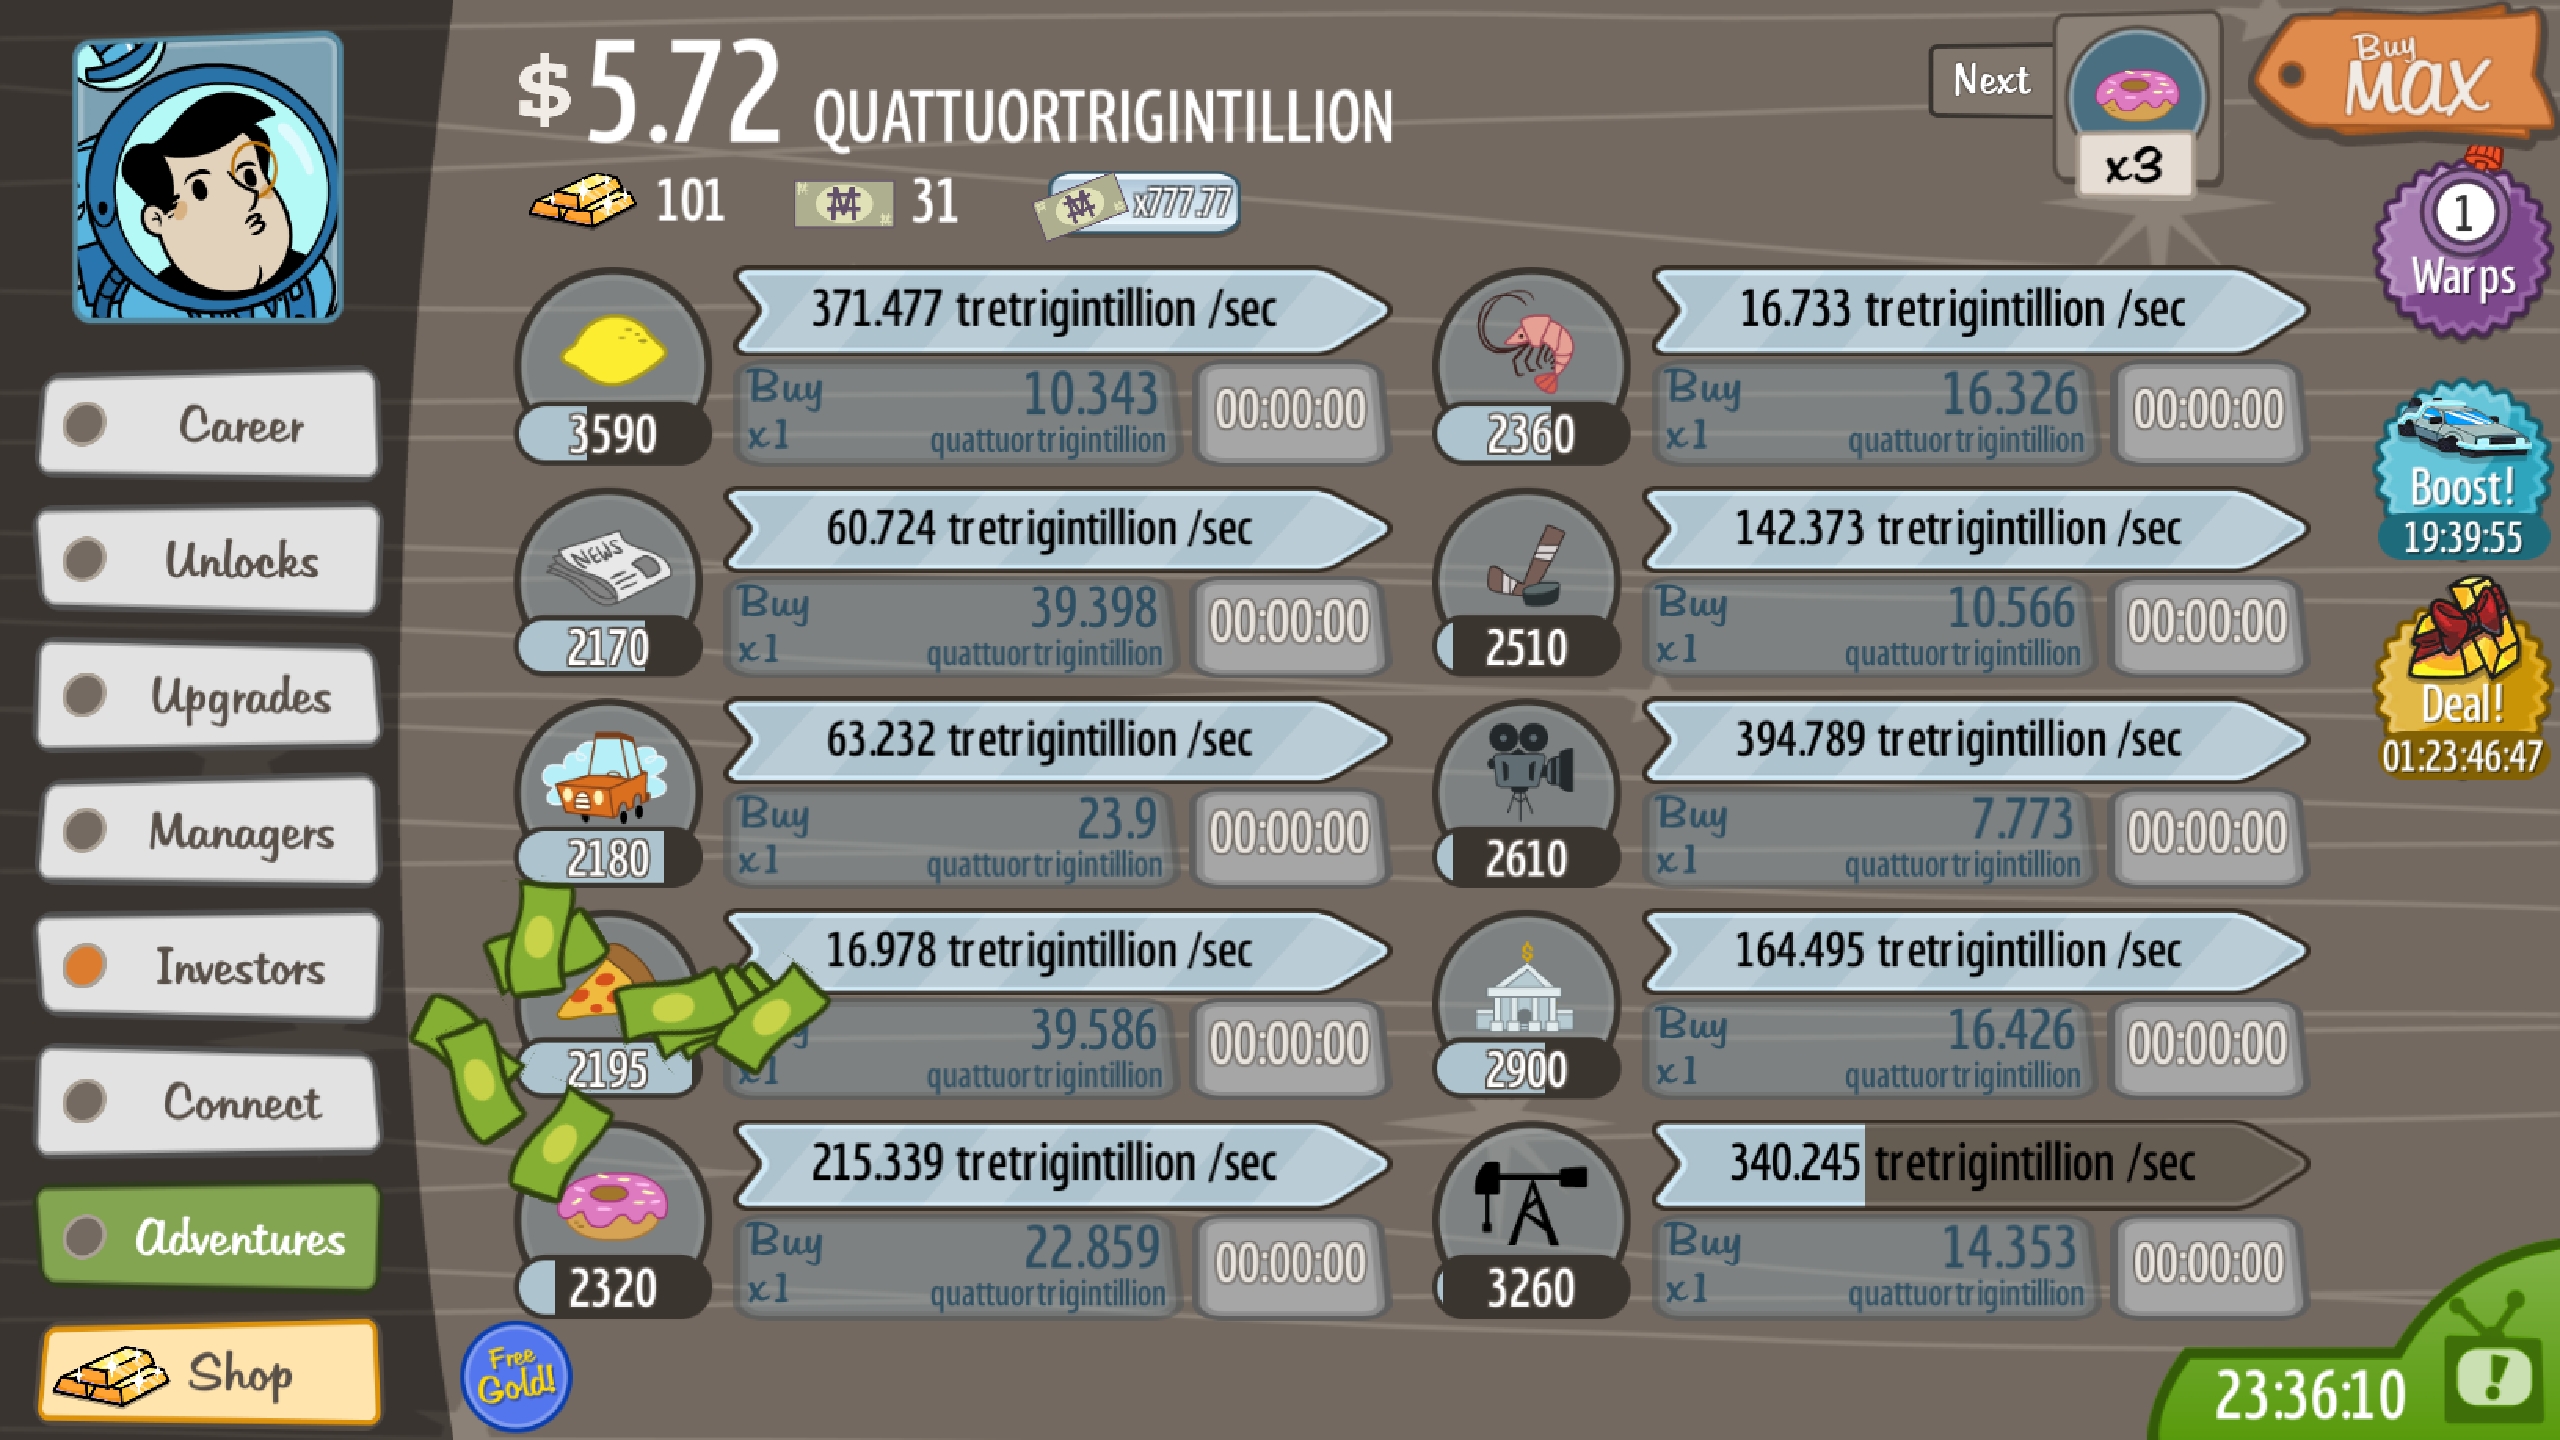 $5.72 QUATTUORTRIGINTILLION
Next
x3
Buy
MAX
101
31
x777.77
1
Warps
Boost!
19:39:55
Deal!
01:23:46:47
Career
Unlocks
Upgrades
Managers
Investors
Connect
Adventures
Shop
371.477 tretrigintillion /sec
3590
Buy
x1
10.343
quattuortrigintillion
00:00:00
NEWS
60.724 tretrigintillion /sec
2170
Buy
x1
39.398
quattuortrigintillion
00:00:00
63.232 tretrigintillion /sec
2180
Buy
x1
23.9
quattuortrigintillion
00:00:00
16.978 tretrigintillion /sec
2195
x1
39.586
quattuortrigintillion
00:00:00
215.339 tretrigintillion /sec
2320
Buy
x1
22.859
quattuortrigintillion
00:00:00
16.733 tretrigintillion /sec
2360
Buy
x1
16.326
quattuortrigintillion
00:00:00
142.373 tretrigintillion /sec
2510
Buy
x1
10.566
quattuortrigintillion
00:00:00
394.789 tretrigintillion /sec
2610
Buy
x1
7.773
quattuortrigintillion
00:00:00
164.495 tretrigintillion /sec
2900
Buy
x1
16.426
quattuortrigintillion
00:00:00
340.245 tretrigintillion /sec
3260
Buy
x1
14.353
quattuortrigintillion
00:00:00
Free
Gold!
23:36:10